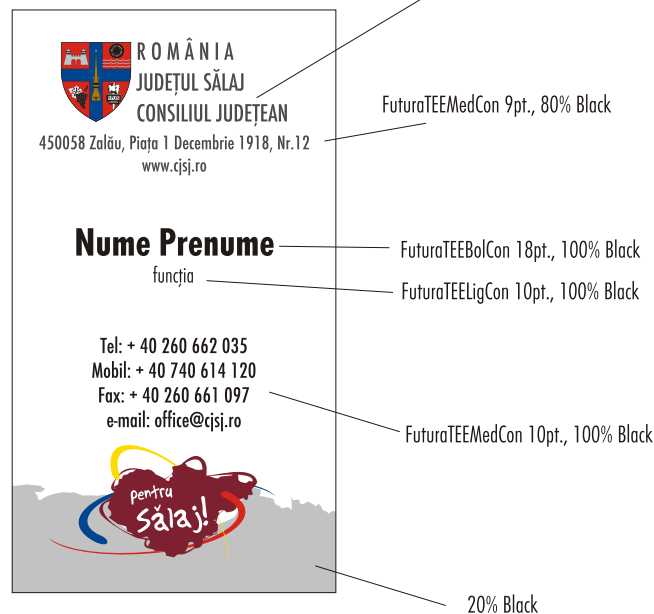 ROMÂNIA
JUDEȚUL SĂLAJ
CONSILIUL JUDEȚEAN
450058 Zalău, Piața 1 Decembrie 1918, Nr.12
www.cjsj.ro
FuturaTEEMedCon 9pt., 80% Black
Nume Prenume
FuturaTEEBolCon 18pt., 100% Black
funcția
FuturaTEELigCon 10pt., 100% Black
Tel: + 40 260 662 035
Mobil: + 40 740 614 120
Fax: + 40 260 661 097
e-mail: office@cjsj.ro
FuturaTEEMedCon 10pt., 100% Black
pentru
Sălaj!
20% Black